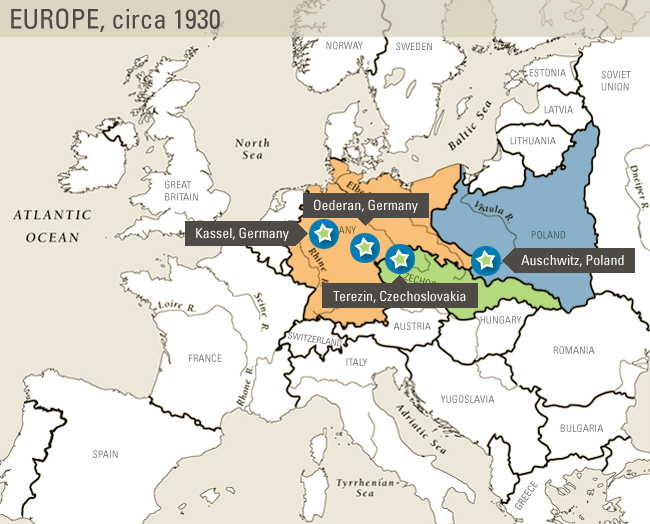 EUROPE, circa 1930
NORWAY
SWEDEN
ESTONIA
SOVIET
UNION
LATVIA
Baltic Sea
North
Sea
LITHUANIA
Dnieper R.
GREAT
BRITAIN
Elbe
Oederan, Germany
Vistula R.
ATLANTIC
OCEAN
Kassel, Germany
ANY
POLAND
Rhine R.
Auschwitz, Poland
CZECHOS
Terezin, Czechoslovakia
Loire R.
Seine R.
HUNGARY
AUSTRIA
SWITZERLAND
ROMANIA
FRANCE
ITALY
Rhone R.
YUGOSLAVIA
Adriatic Sea
BULGARIA
SPAIN
Tyrrhenian-
Sea
GREECE